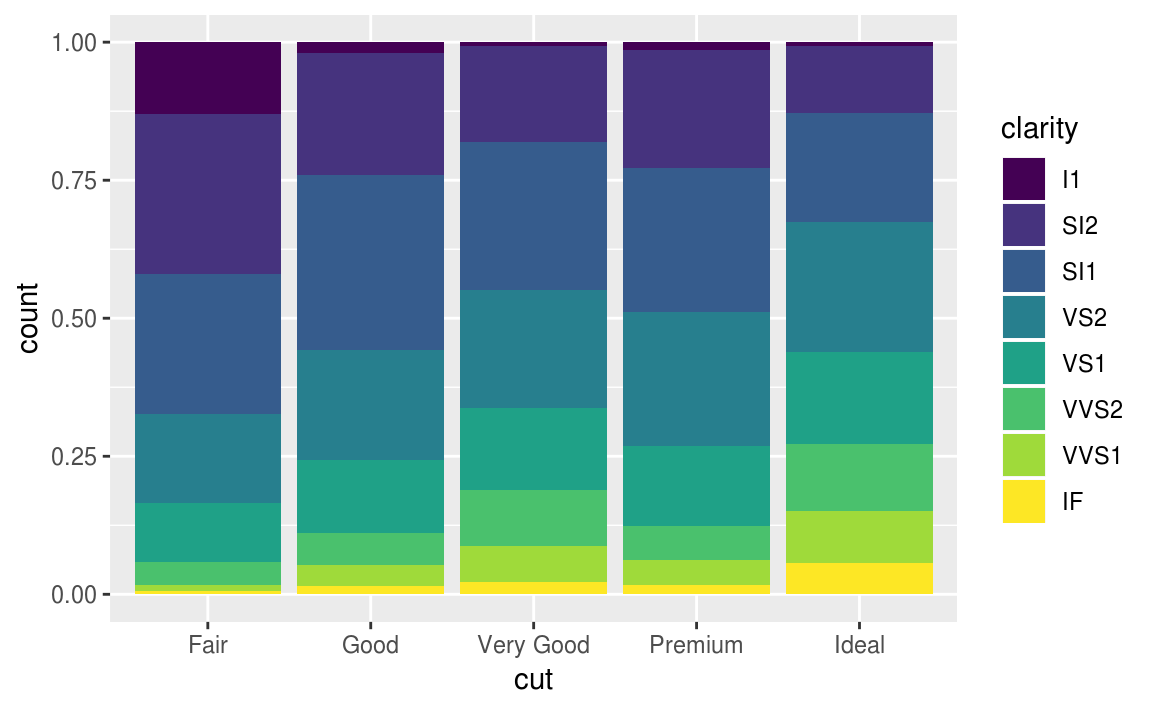 1.00
0.75
0.50
0.25
0.00
count
Fair Good Very Good Premium Ideal
cut
clarity
I1
SI2
SI1
VS2
VS1
VVS2
VVS1
IF